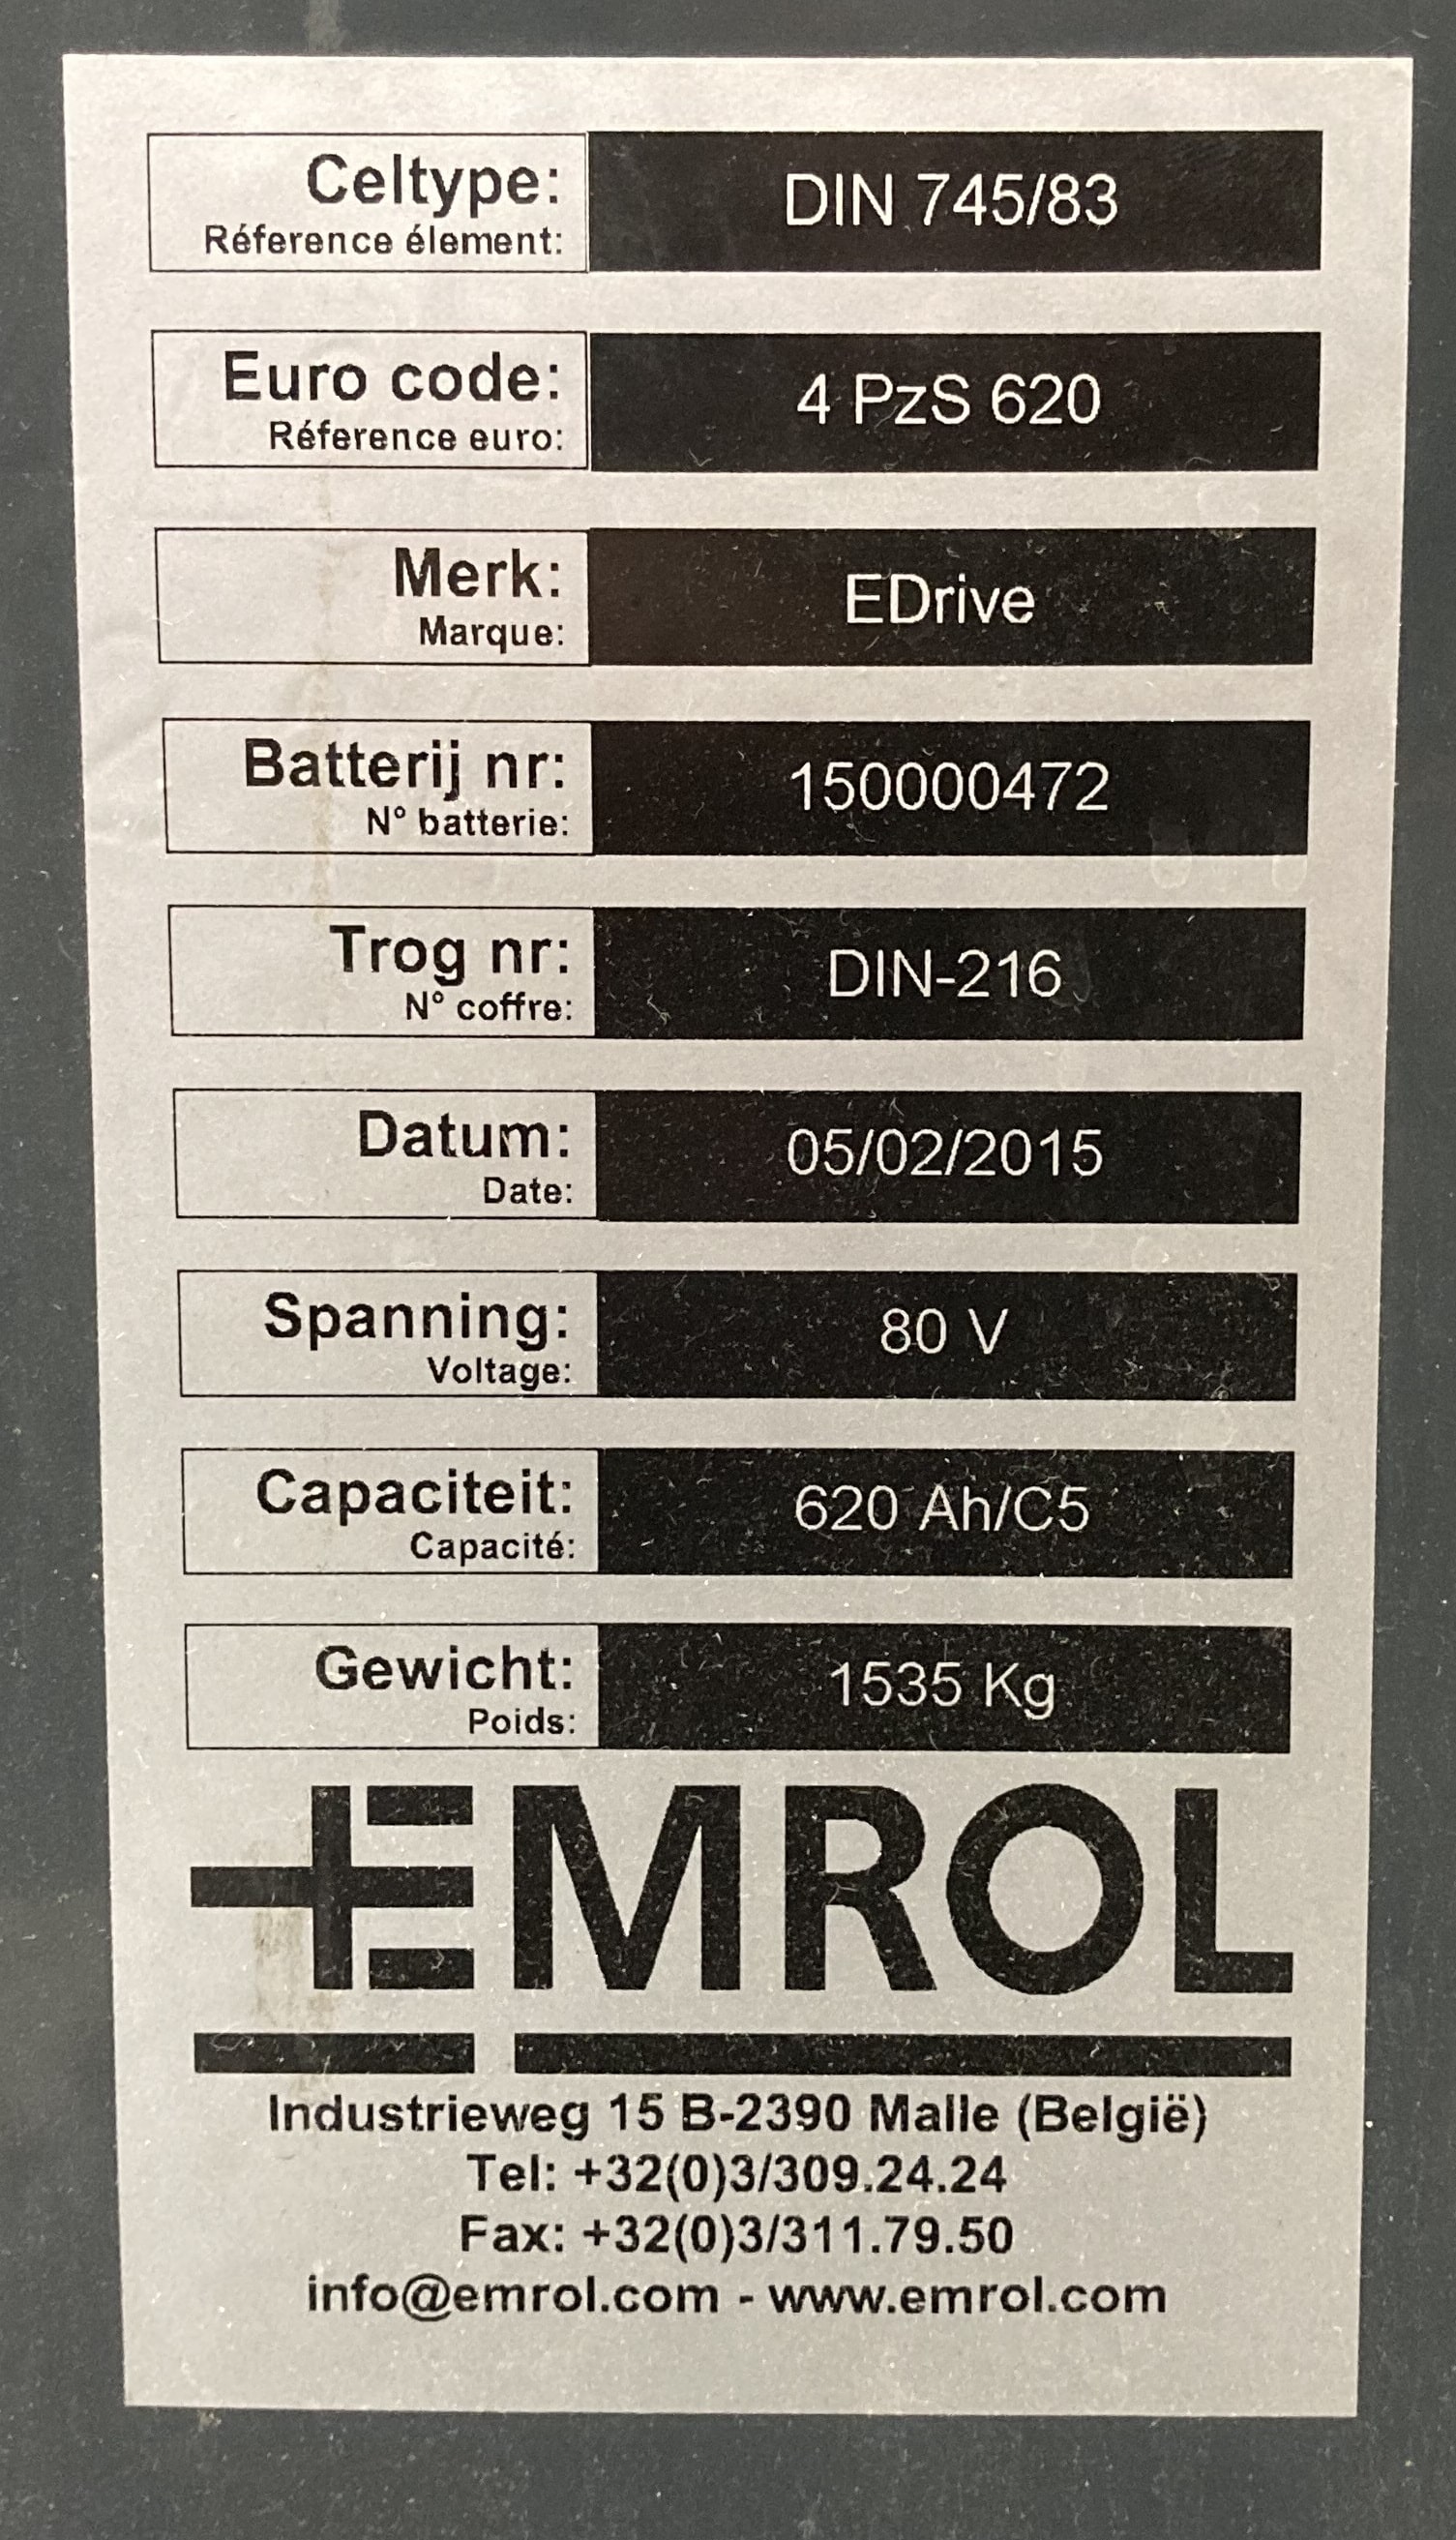 Celtype: DIN 745/83
Réference élement:
Euro code: 4 PzS 620
Réference euro:
Merk: EDrive
Marque:
Batterij nr: 150000472
N° batterie:
Trog nr: DIN-216
N° coffre:
Datum: 05/02/2015
Date:
Spanning: 80 V
Voltage:
Capaciteit: 620 Ah/C5
Capacité:
Gewicht: 1535 Kg
Poids:
EMROL
Industrieweg 15 B-2390 Malle (België)
Tel: +32(0)3/309.24.24
Fax: +32(0)3/311.79.50
info@emrol.com - www.emrol.com